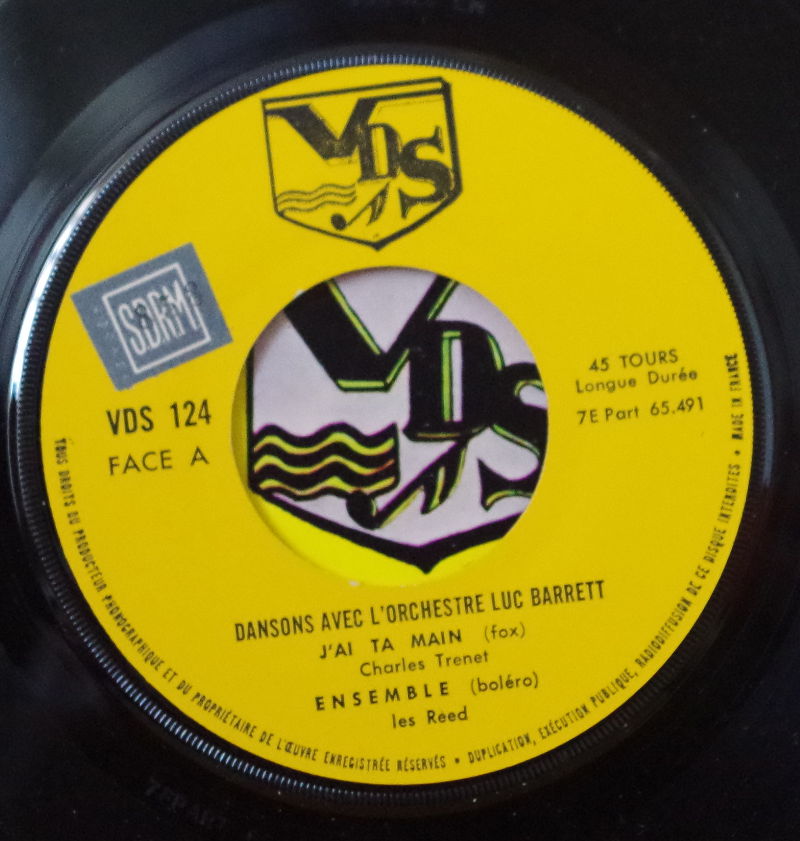 VDS
S.D.R.M
VDS 124
FACE A
VDS
45 TOURS
Longue Durée
7E Part 65.491
DANSONS AVEC L'ORCHESTRE LUC BARRETT
J'AI TA MAIN (fox)
Charles Trenet
ENSEMBLE (boléro)
les Reed
TOUS DROITS DU PRODUCTEUR PHONOGRAPHIQUE ET DU PROPRIÉTAIRE DE L'ŒUVRE ENREGISTRÉE RÉSERVÉS • DUPLICATION, EXÉCUTION PUBLIQUE, RADIODIFFUSION DE CE DISQUE INTERDITES • MADE IN FRANCE